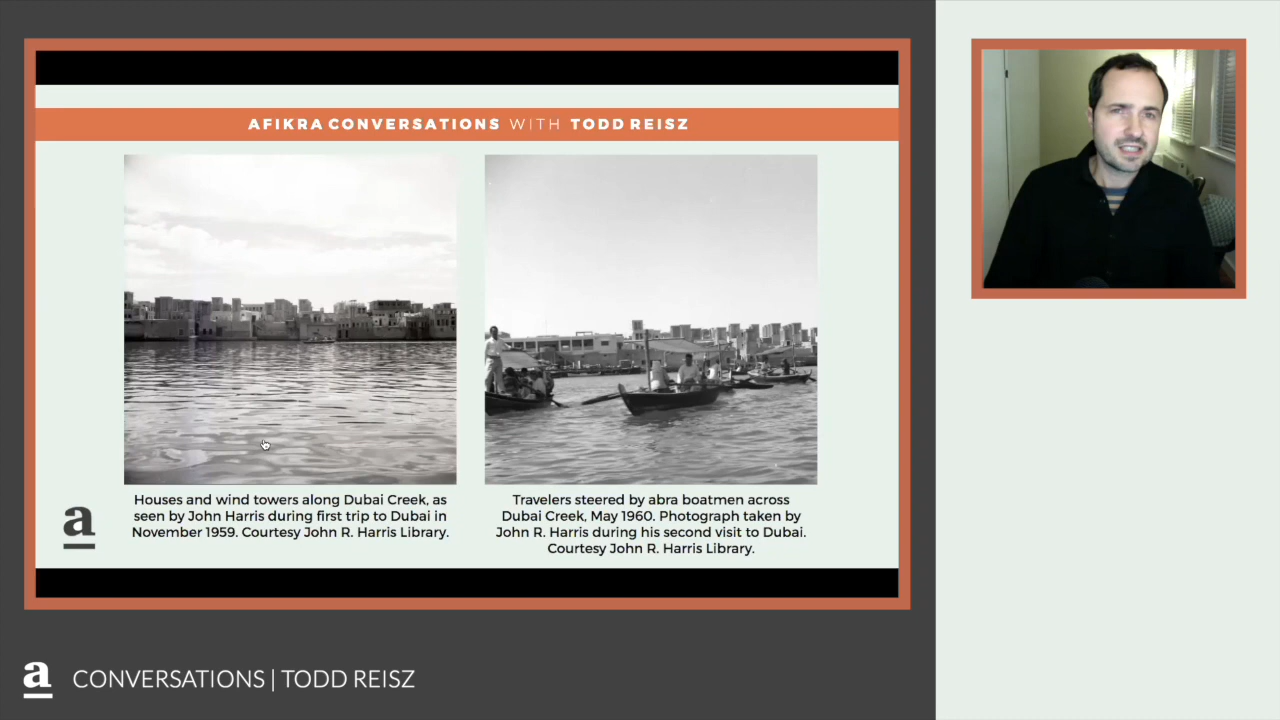 AFIKRA CONVERSATIONS WITH TODD REISZ
Houses and wind towers along Dubai Creek, as
seen by John Harris during first trip to Dubai in
November 1959. Courtesy John R. Harris Library.
Travelers steered by abra boatmen across
Dubai Creek, May 1960. Photograph taken by
John R. Harris during his second visit to Dubai.
Courtesy John R. Harris Library.
a
a CONVERSATIONS | TODD REISZ